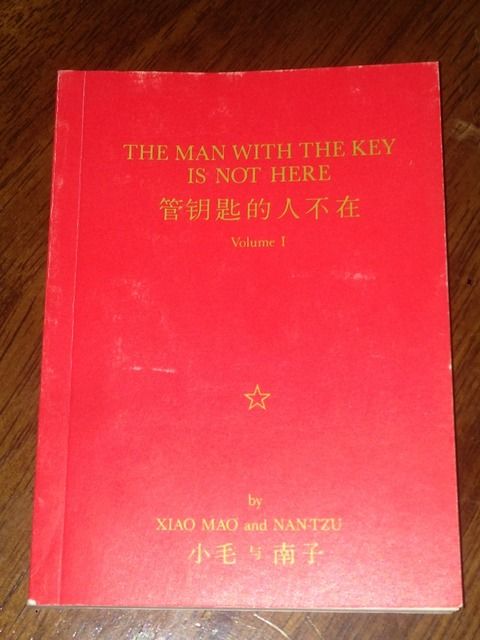 THE MAN WITH THE KEY
IS NOT HERE
管钥匙的人不在
Volume I
by
XIAO MAO and NAN-TZU
小毛与南子